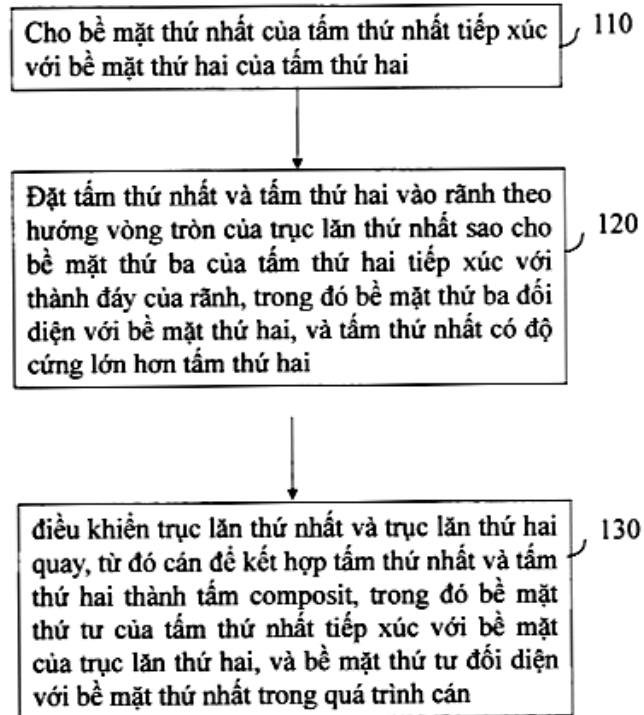 Cho bề mặt thứ nhất của tấm thứ nhất tiếp xúc
với bề mặt thứ hai của tấm thứ hai
110
Đặt tấm thứ nhất và tấm thứ hai vào rãnh theo
hướng vòng tròn của trục lăn thứ nhất sao cho
bề mặt thứ ba của tấm thứ hai tiếp xúc với
thành đáy của rãnh, trong đó bề mặt thứ ba đối
diện với bề mặt thứ hai, và tấm thứ nhất có độ
cứng lớn hơn tấm thứ hai
120
điều khiển trục lăn thứ nhất và trục lăn thứ hai
quay, từ đó cán để kết hợp tấm thứ nhất và tấm
thứ hai thành tấm composit, trong đó bề mặt
thứ tư của tấm thứ nhất tiếp xúc với bề mặt
của trục lăn thứ hai, và bề mặt thứ tư đối diện
với bề mặt thứ nhất trong quá trình cán
130